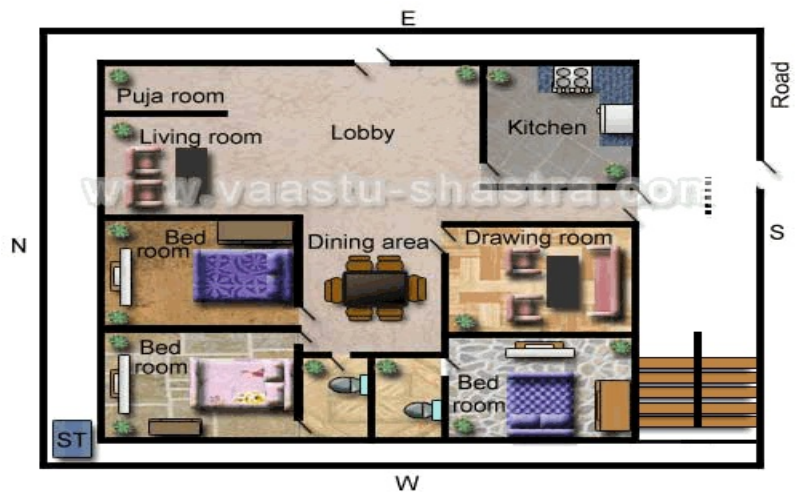 E
Puja room
Living room
Lobby
Kitchen
Road
www.vaastu-shastra.com
N
Bed
room
Dining area
Drawing room
S
Bed
room
Bed
room
ST
W